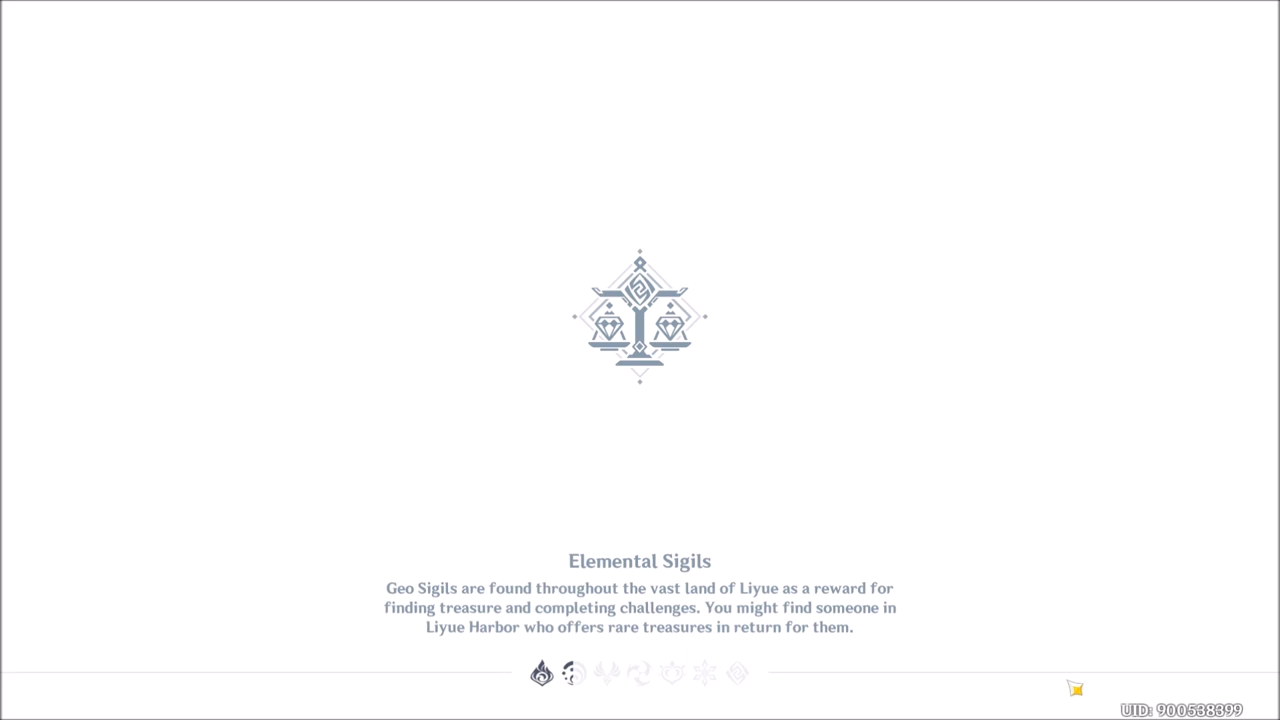 Elemental Sigils
Geo Sigils are found throughout the vast land of Liyue as a reward for
finding treasure and completing challenges. You might find someone in
Liyue Harbor who offers rare treasures in return for them.
UID: 900538399